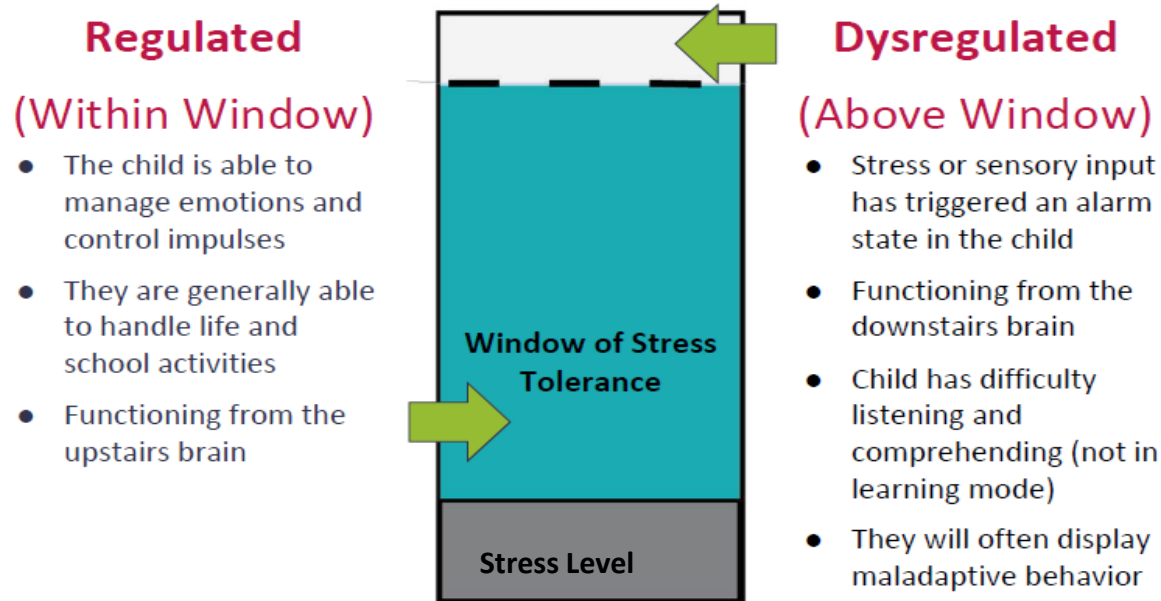 Regulated
(Within Window)
● The child is able to
manage emotions and
control impulses
● They are generally able
to handle life and
school activities
● Functioning from the
upstairs brain
Window of Stress
Tolerance
Stress Level
Dysregulated
(Above Window)
● Stress or sensory input
has triggered an alarm
state in the child
● Functioning from the
downstairs brain
● Child has difficulty
listening and
comprehending (not in
learning mode)
● They will often display
maladaptive behavior